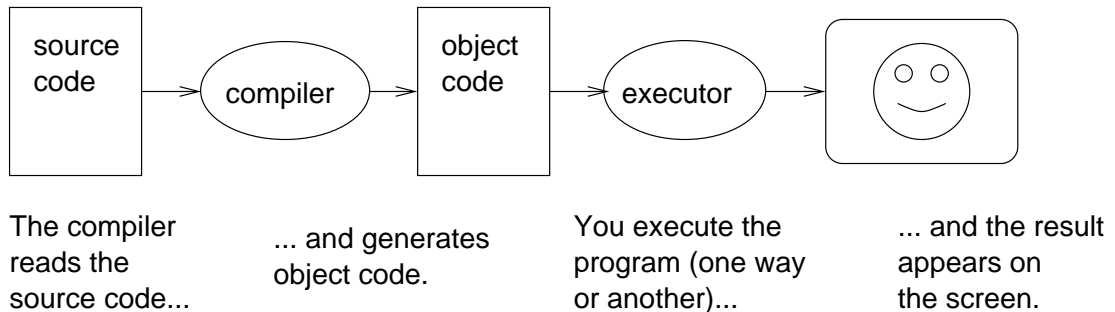 source
code
compiler
object
code
executor
The compiler
reads the
source code...
... and generates
object code.
You execute the
program (one way
or another)...
... and the result
appears on
the screen.